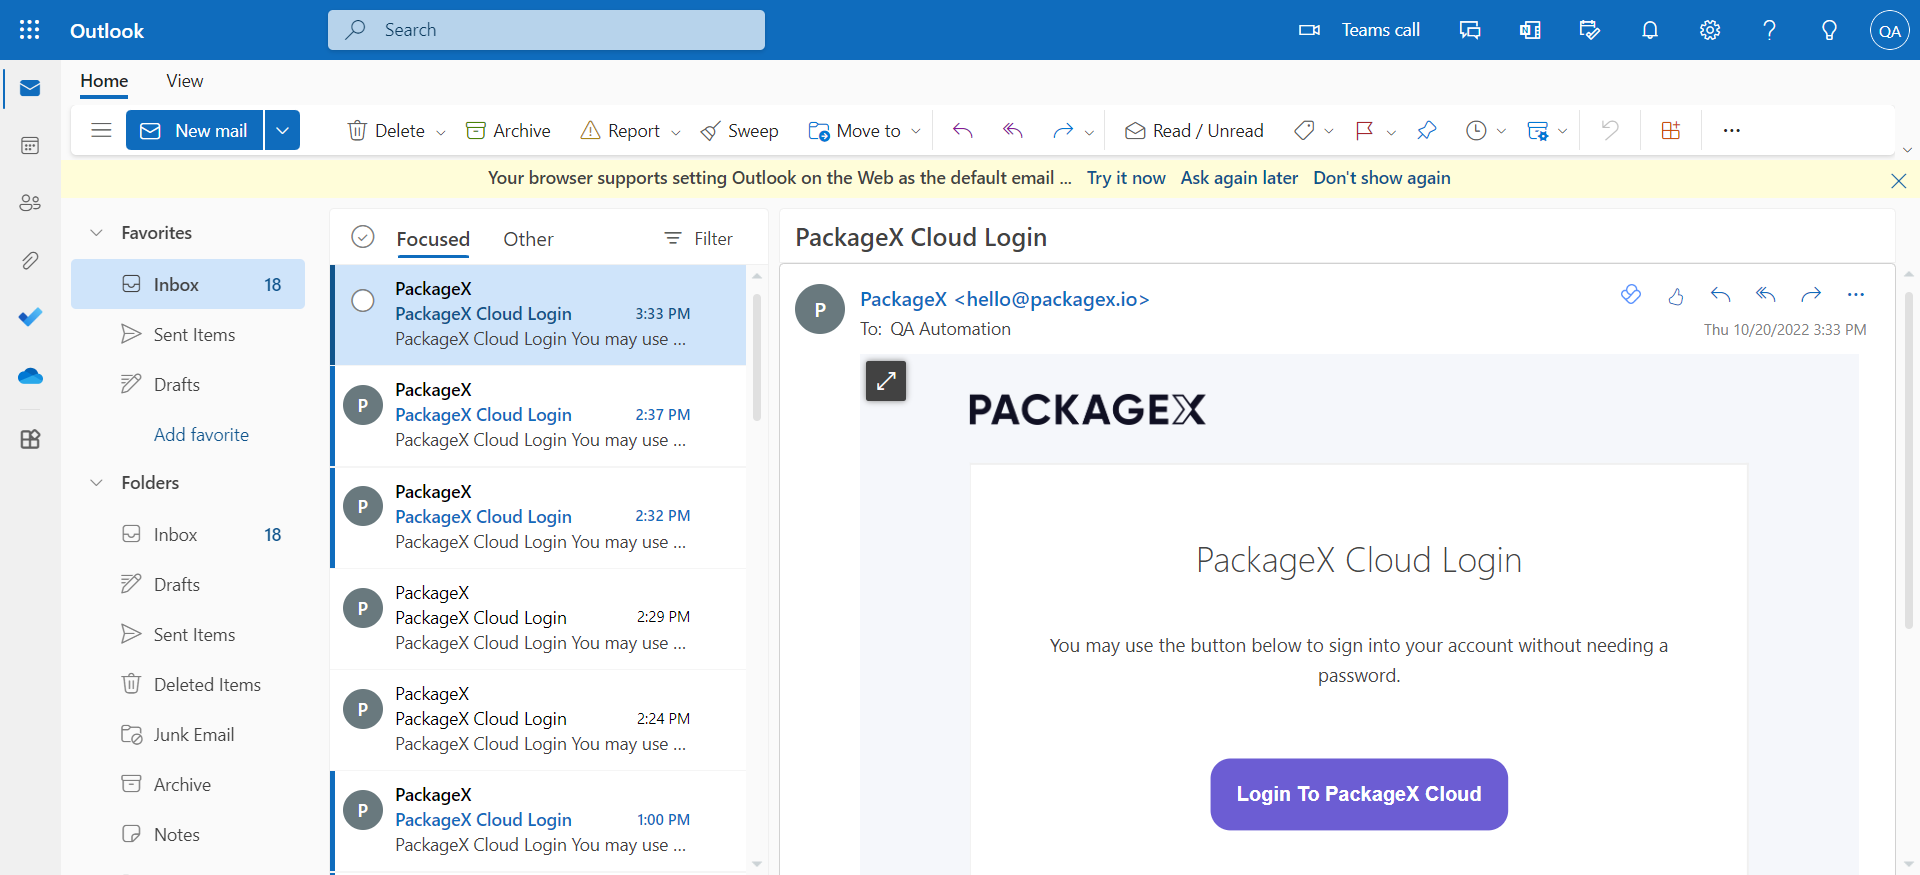 Outlook
Search
Teams call
QA
Home
View
New mail
Delete
Archive
Report
Sweep
Move to
Read / Unread
Your browser supports setting Outlook on the Web as the default email ... Try it now Ask again later Don't show again
Favorites
Inbox 18
Sent Items
Drafts
Add favorite
Folders
Inbox 18
Drafts
Sent Items
Deleted Items
Junk Email
Archive
Notes
Focused Other Filter
PackageX
PackageX Cloud Login 3:33 PM
PackageX Cloud Login You may use ...
P
PackageX
PackageX Cloud Login 2:37 PM
PackageX Cloud Login You may use ...
P
PackageX
PackageX Cloud Login 2:32 PM
PackageX Cloud Login You may use ...
P
PackageX
PackageX Cloud Login 2:29 PM
PackageX Cloud Login You may use ...
P
PackageX
PackageX Cloud Login 2:24 PM
PackageX Cloud Login You may use ...
P
PackageX
PackageX Cloud Login 1:00 PM
PackageX Cloud Login You may use ...
PackageX Cloud Login
P
PackageX <hello@packagex.io>
To: QA Automation
Thu 10/20/2022 3:33 PM
PACKAGEX
PackageX Cloud Login
You may use the button below to sign into your account without needing a
password.
Login To PackageX Cloud